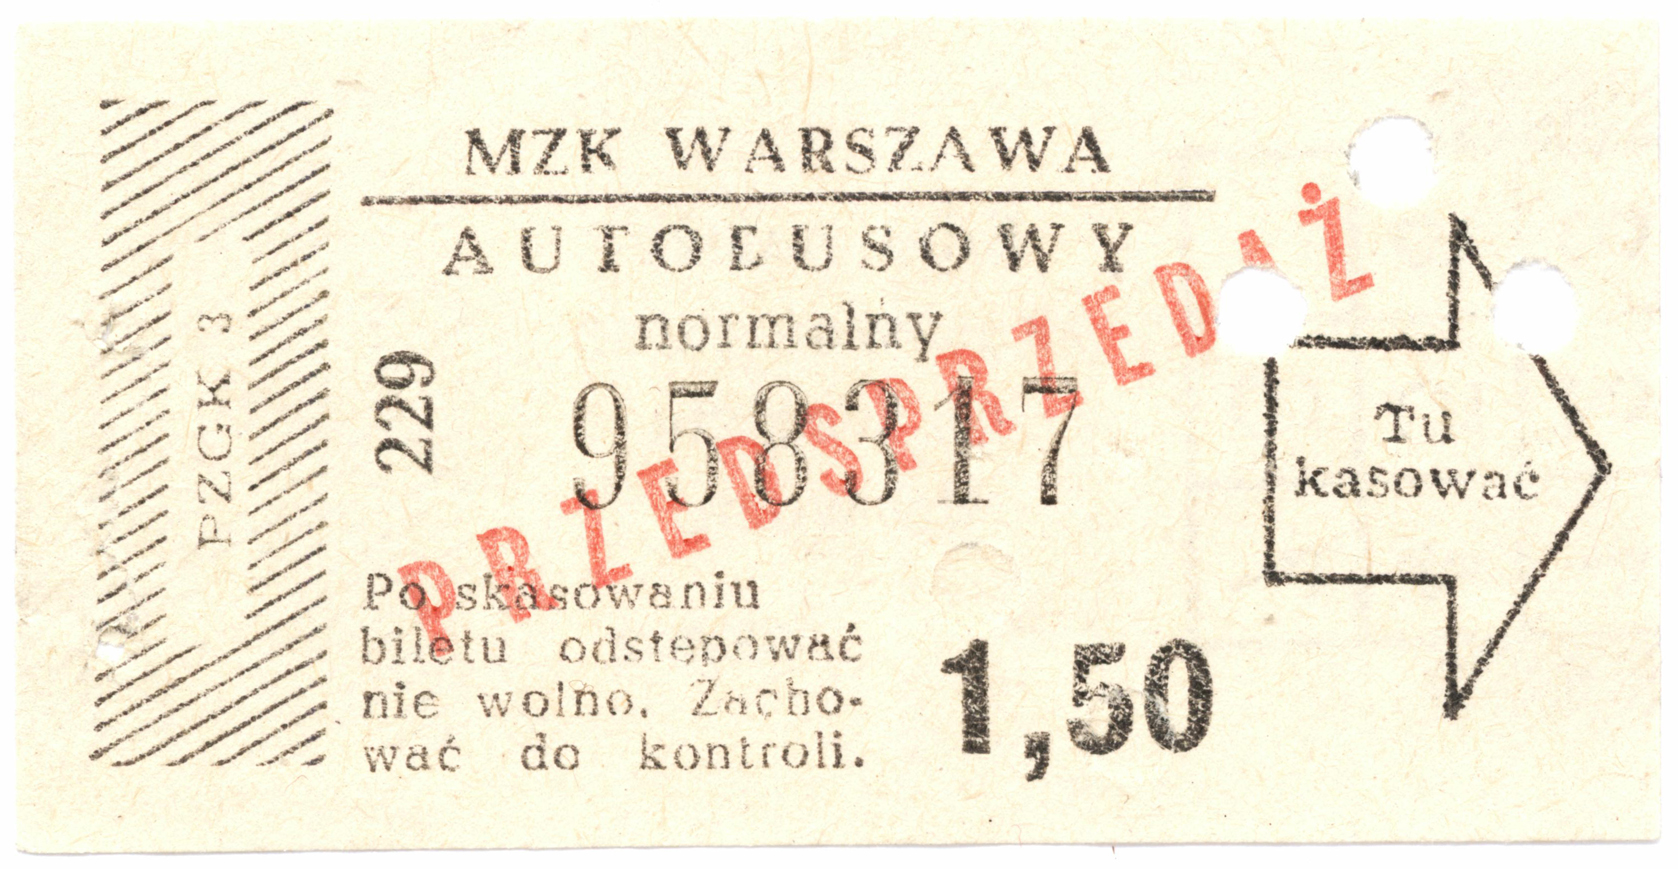 PZGK 3
MZK WARSZAWA
AUTOBUSOWY
normalny
229
958317
PRZEDSPRZEDAŻ
Po skasowaniu
biletu odstępować
nie wolno. Zacho-
wać do kontroli.
1,50
Tu
kasować